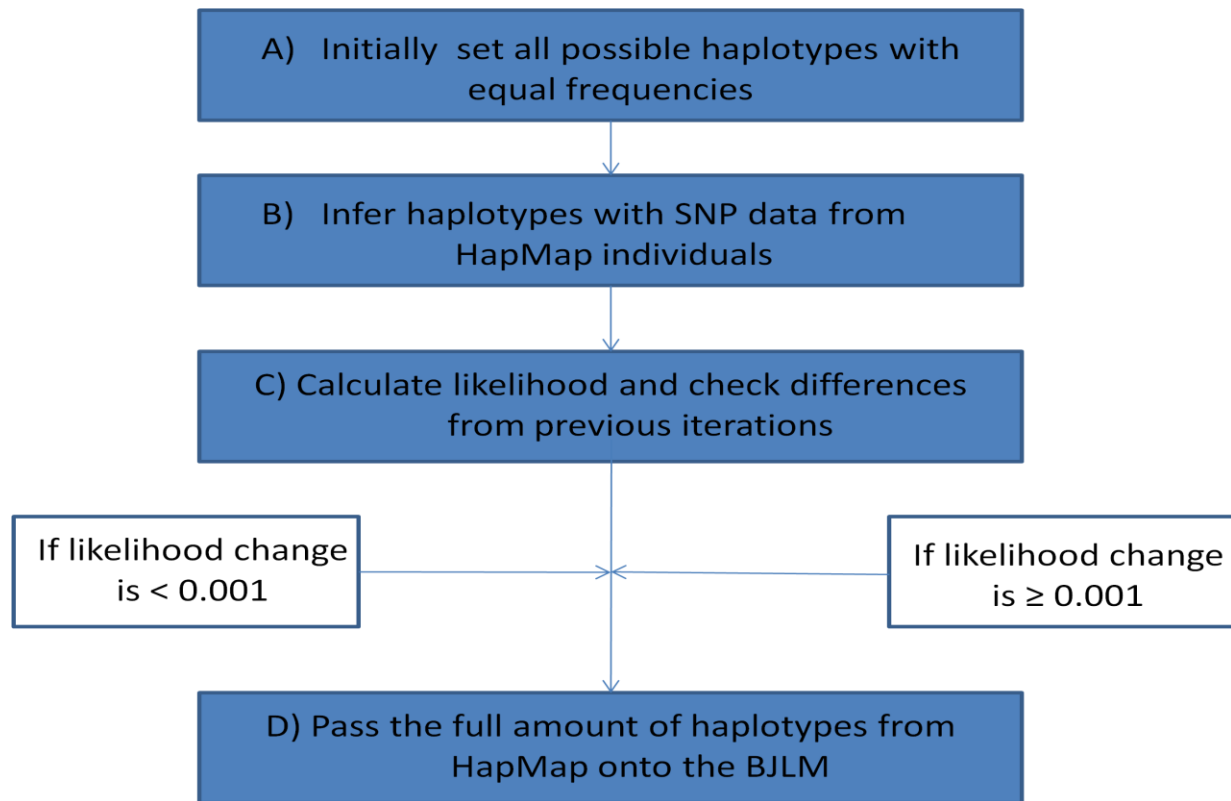 A) Initially set all possible haplotypes with
equal frequencies
B) Infer haplotypes with SNP data from
HapMap individuals
C) Calculate likelihood and check differences
from previous iterations
If likelihood change
is < 0.001
If likelihood change
is ≥ 0.001
D) Pass the full amount of haplotypes from
HapMap onto the BJLM